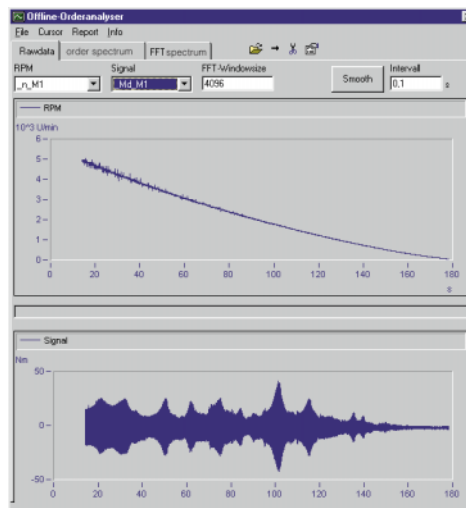 Offline-Orderanalyser
File Cursor Report Info
Rawdata order spectrum FFTspectrum
RPM Signal FFT-Windowsize Intervall
_n_M1 _Md_M1 4096 Smooth 0,1 s
RPM
10^3 U/min
6
5
4
3
2
1
0
0 20 40 60 80 100 120 140 160 180
s
Signal
Nm
50
0
-50
0 20 40 60 80 100 120 140 160 180